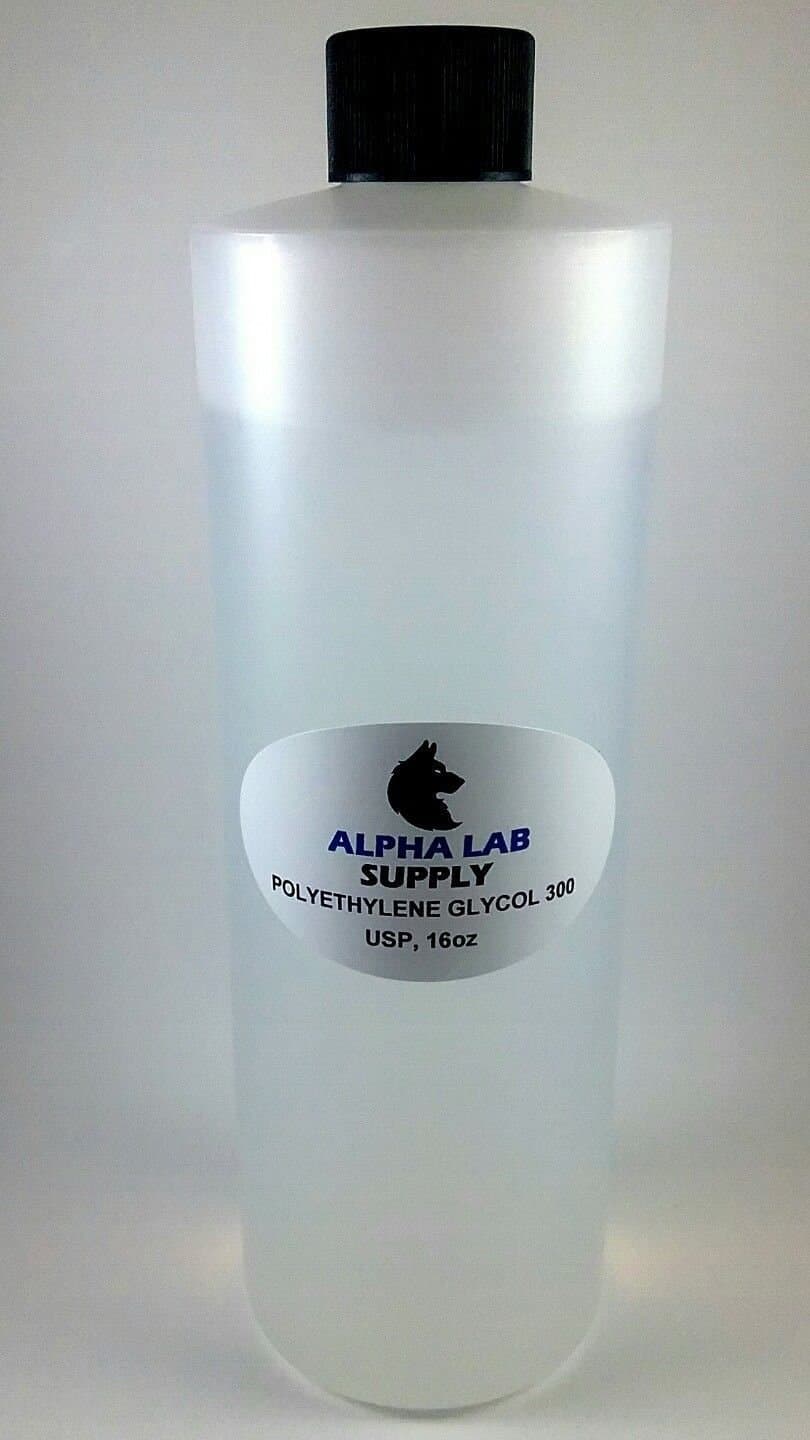 ALPHA LAB
SUPPLY
POLYETHYLENE GLYCOL 300
USP, 16oz